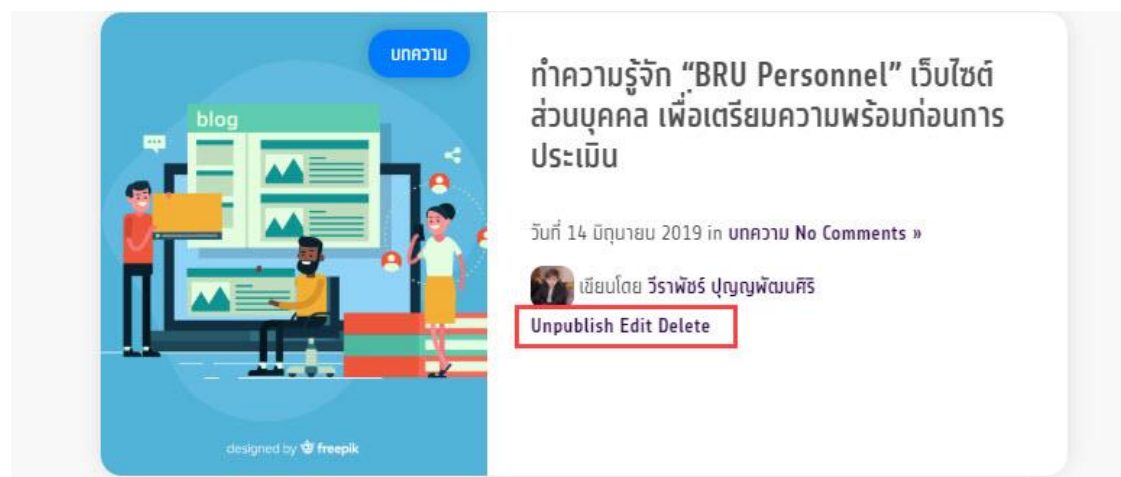 บทความ
blog
designed by freepik
ทำความรู้จัก “BRU Personnel” เว็บไซต์
ส่วนบุคคล เพื่อเตรียมความพร้อมก่อนการ
ประเมิน
วันที่ 14 มิถุนายน 2019 in บทความ No Comments »
เขียนโดย วีราพัชร์ ปุญญพัฒนศิริ
Unpublish Edit Delete